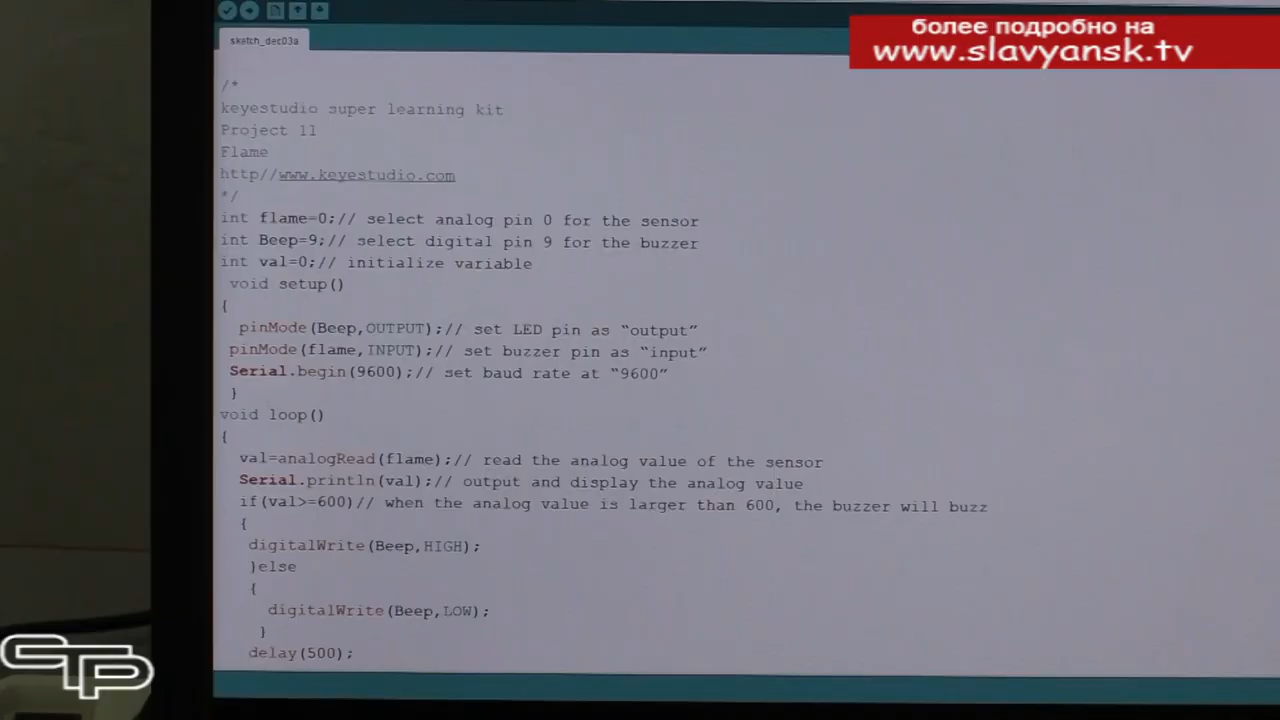 более подробно на
www.slavyansk.tv
sketch_dec03a
/*
keyestudio super learning kit
Project 11
Flame
http//www.keyestudio.com
*/
int flame=0;// select analog pin 0 for the sensor
int Beep=9;// select digital pin 9 for the buzzer
int val=0;// initialize variable
void setup()
{
pinMode(Beep,OUTPUT);// set LED pin as “output”
pinMode(flame,INPUT);// set buzzer pin as “input”
Serial.begin(9600);// set baud rate at “9600”
}
void loop()
{
val=analogRead(flame);// read the analog value of the sensor
Serial.println(val);// output and display the analog value
if(val>=600)// when the analog value is larger than 600, the buzzer will buzz
{
digitalWrite(Beep,HIGH);
}else
{
digitalWrite(Beep,LOW);
}
delay(500);
СТР